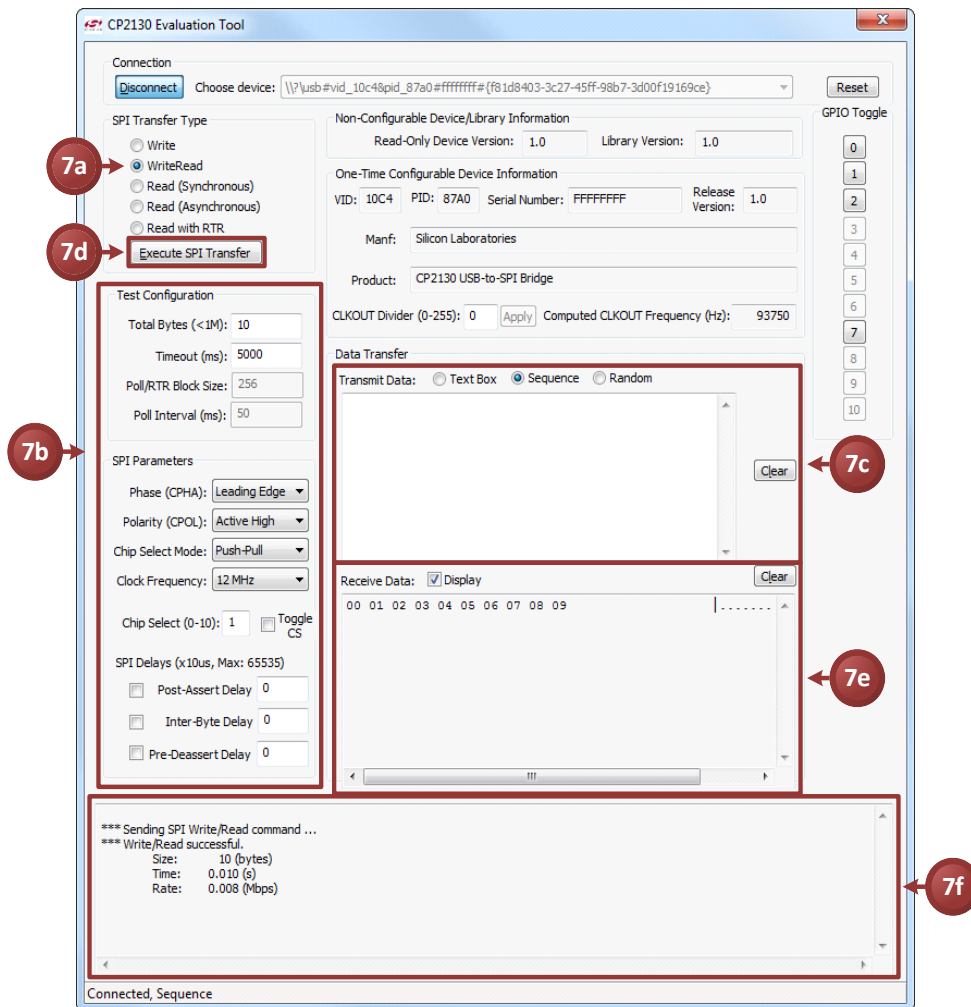 CP2130 Evaluation Tool
Connection
Disconnect Choose device: \\?\usb#vid_10c4&pid_87a0#ffffffff#{f81d8403-3c27-45ff-98b7-3d00f19169ce} Reset
SPI Transfer Type
Write
7a
WriteRead
Read (Synchronous)
Read (Asynchronous)
Read with RTR
7d
Execute SPI Transfer
Non-Configurable Device/Library Information
Read-Only Device Version: 1.0 Library Version: 1.0
One-Time Configurable Device Information
VID: 10C4 PID: 87A0 Serial Number: FFFFFFFF Release Version: 1.0
Manf: Silicon Laboratories
Product: CP2130 USB-to-SPI Bridge
CLKOUT Divider (0-255): 0 Apply Computed CLKOUT Frequency (Hz): 93750
GPIO Toggle
0
1
2
3
4
5
6
7
8
9
10
7b
Test Configuration
Total Bytes (<1M): 10
Timeout (ms): 5000
Poll/RTR Block Size: 256
Poll Interval (ms): 50
SPI Parameters
Phase (CPHA): Leading Edge
Polarity (CPOL): Active High
Chip Select Mode: Push-Pull
Clock Frequency: 12 MHz
Chip Select (0-10): 1 Toggle CS
SPI Delays (x10us, Max: 65535)
Post-Assert Delay 0
Inter-Byte Delay 0
Pre-Deassert Delay 0
Data Transfer
Transmit Data: Text Box Sequence Random
Clear
7c
Receive Data: Display Clear
00 01 02 03 04 05 06 07 08 09 |.......
7e
*** Sending SPI Write/Read command ...
*** Write/Read successful.
Size: 10 (bytes)
Time: 0.010 (s)
Rate: 0.008 (Mbps)
7f
Connected, Sequence